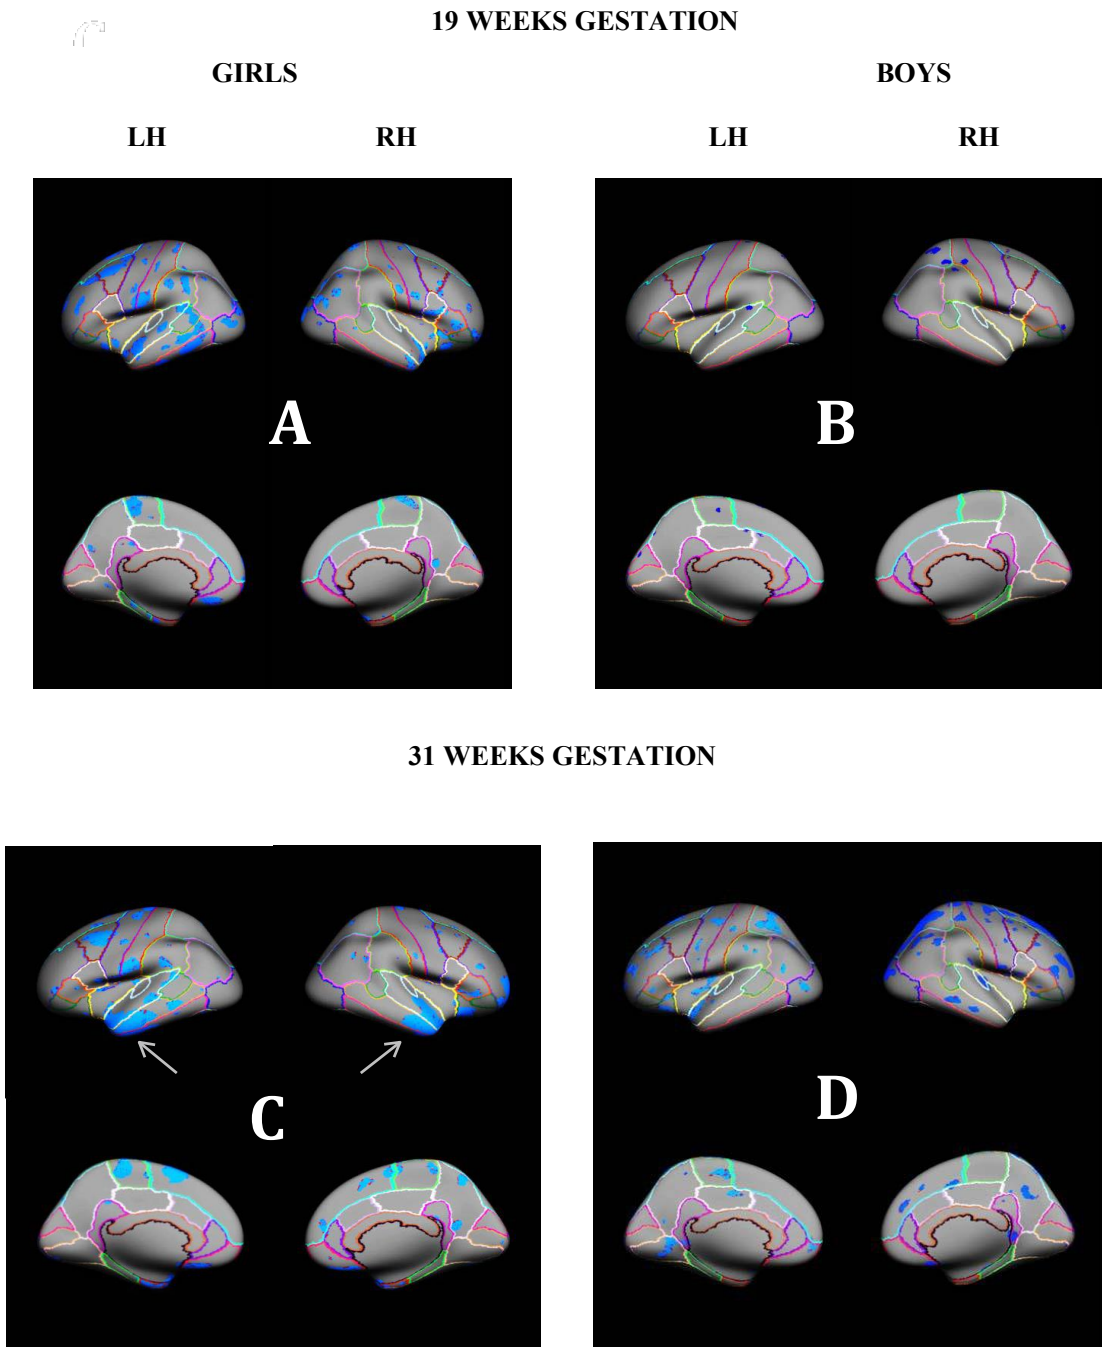 19 WEEKS GESTATION
GIRLS BOYS
LH RH LH RH
A B
31 WEEKS GESTATION
C D